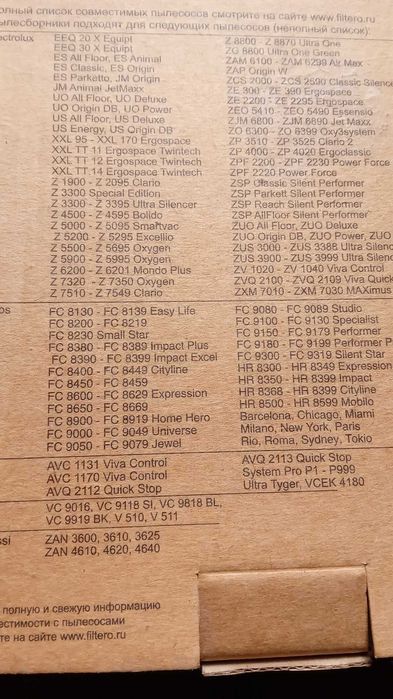 полный список совместимых пылесосов смотрите на сайте www.filtero.ru
пылесборники подходят для следующих пылесосов (неполный список):
ectrolux
EEQ 20 X Equipt
EEQ 30 X Equipt
ES All Floor, ES Animal
ES Classic, ES Origin
ES Parketto, JM Origin
JM Animal JetMaxx
UO All Floor, UO Deluxe
UO Origin DB, UO Power
US All Floor, US Deluxe
US Energy, US Origin DB
XXL 95 - XXL 170 Ergospace
XXL TT 11 Ergospace Twintech
XXL TT 12 Ergospace Twintech
XXL TT 14 Ergospace Twintech
Z 1900 - Z 2095 Clario
Z 3300 Special Edition
Z 3300 - Z 3395 Ultra Silencer
Z 4500 - Z 4595 Bolido
Z 5000 - Z 5095 Smartvac
Z 5200 - Z 5295 Excellio
Z 5500 - Z 5695 Oxygen
Z 5900 - Z 5995 Oxygen
Z 6200 - Z 6201 Mondo Plus
Z 7320 - Z 7350 Oxygen
Z 7510 - Z 7549 Clario
Z 8800 - Z 8870 Ultra One
ZO 8800 Ultra One Green
ZAM 6100 - ZAM 6299 Air Max
ZAP Origin W
ZCS 2000 - ZCS 2590 Classic Silence
ZE 300 - ZE 390 Ergospace
ZE 2200 - ZE 2295 Ergospace
ZEO 5410 - ZEO 5490 Essensio
ZJM 6800 - ZJM 6890 Jet Maxx
ZO 6300 - ZO 6399 Oxy3system
ZP 3510 - ZP 3525 Clario 2
ZP 4000 - ZP 4020 Ergoclassic
ZPF 2200 - ZPF 2230 Power Force
ZPF 2220 Power Force
ZSP Classic Silent Performer
ZSP Parkett Silent Performer
ZSP Reach Silent Performer
ZSP AllFloor Silent Performer
ZUO All Floor, ZUO Deluxe
ZUO Origin DB, ZUO Power, ZUO
ZUS 3000 - ZUS 3388 Ultra Silenc
ZUS 3900 - ZUS 3999 Ultra Silenc
ZV 1020 - ZV 1040 Viva Control
ZVQ 2100 - ZVQ 2109 Viva Quick
ZXM 7010 - ZXM 7030 MAXimus
os
FC 8130 - FC 8139 Easy Life
FC 8200 - FC 8219
FC 8230 Small Star
FC 8380 - FC 8389 Impact Plus
FC 8390 - FC 8399 Impact Excel
FC 8400 - FC 8449 Cityline
FC 8450 - FC 8459
FC 8600 - FC 8629 Expression
FC 8650 - FC 8669
FC 8900 - FC 8919 Home Hero
FC 9000 - FC 9049 Universe
FC 9050 - FC 9079 Jewel
FC 9080 - FC 9089 Studio
FC 9100 - FC 9130 Specialist
FC 9150 - FC 9179 Performer
FC 9180 - FC 9199 Performer P
FC 9300 - FC 9319 Silent Star
HR 8300 - HR 8349 Expression
HR 8350 - HR 8399 Impact
HR 8368 - HR 8399 Cityline
HR 8500 - HR 8599 Mobilo
Barcelona, Chicago, Miami
Milano, New York, Paris
Rio, Roma, Sydney, Tokio
AVC 1131 Viva Control
AVC 1170 Viva Control
AVQ 2112 Quick Stop
AVQ 2113 Quick Stop
System Pro P1 - P999
Ultra Tyger, VCEK 4180
VC 9016, VC 9118 SI, VC 9818 BL,
VC 9919 BK, V 510, V 511
ssi
ZAN 3600, 3610, 3625
ZAN 4610, 4620, 4640
полную и свежую информацию
вместимости с пылесосами
те на сайте www.filtero.ru